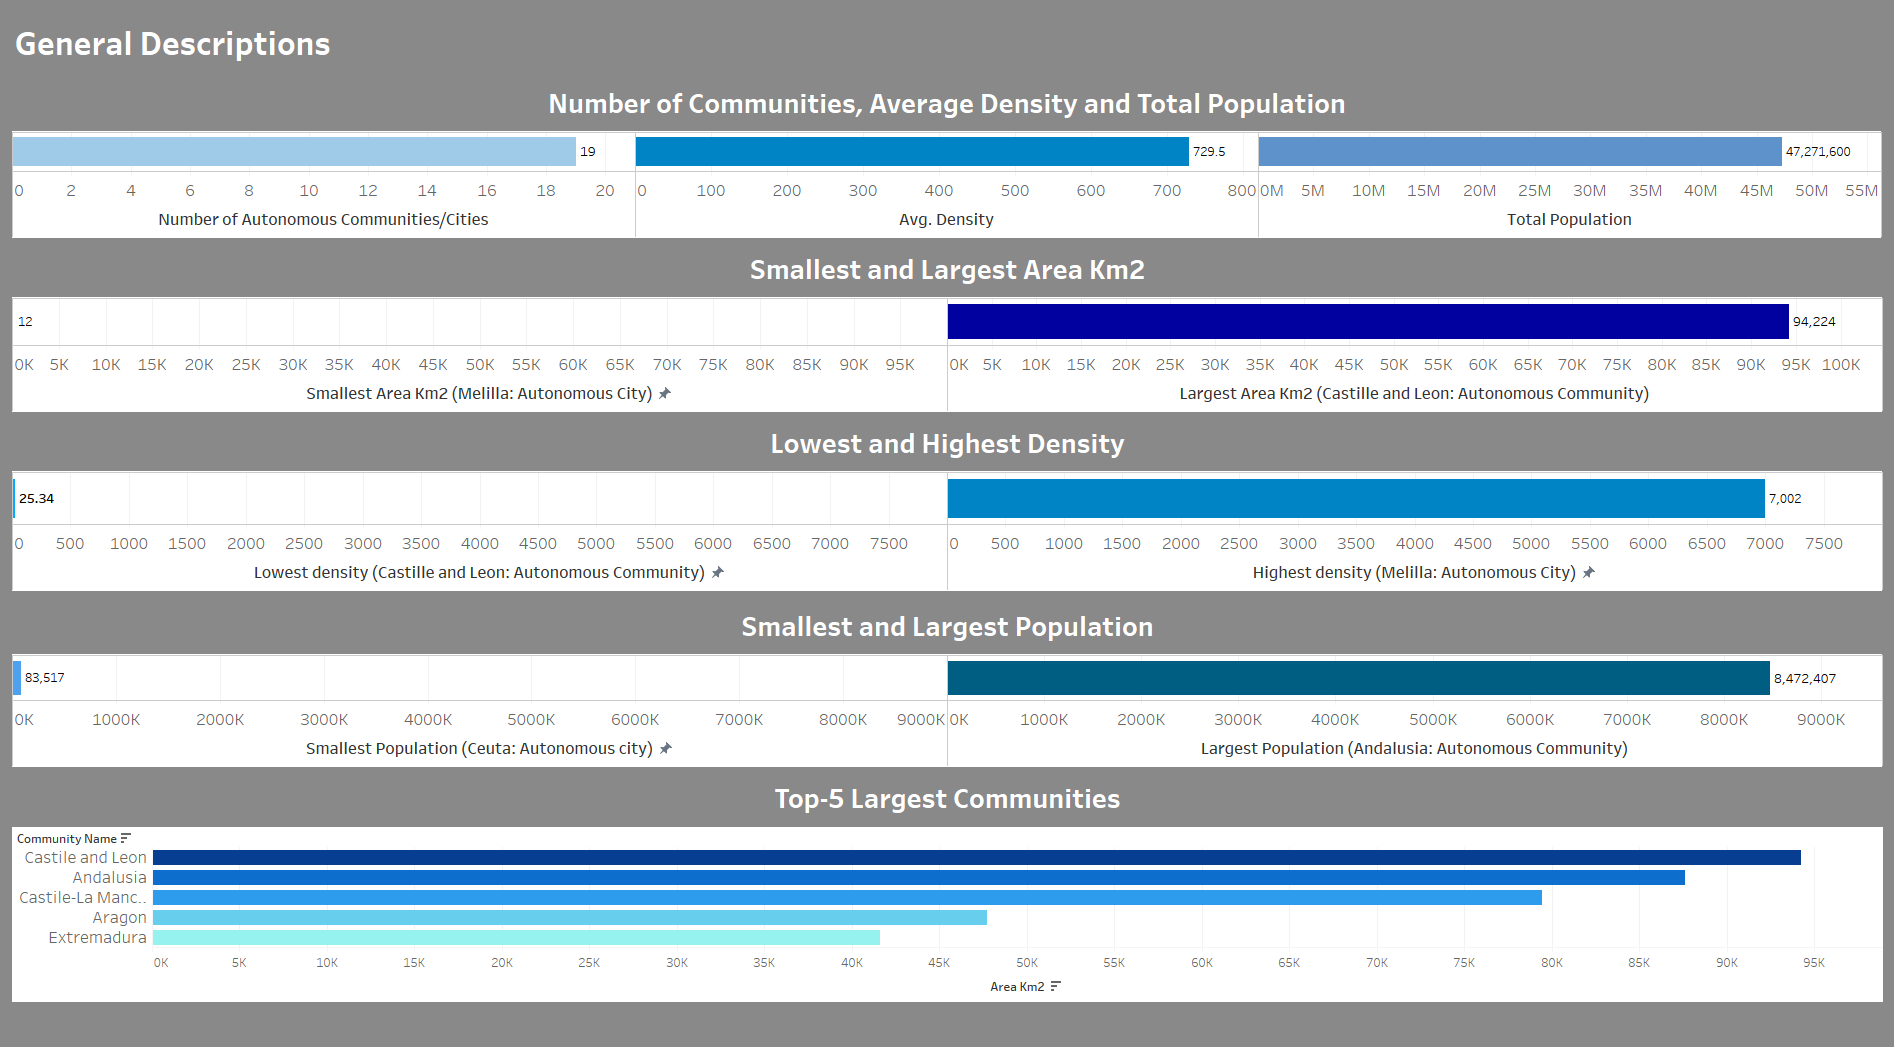 General Descriptions
Number of Communities, Average Density and Total Population
19 729.5 47,271,600
0 2 4 6 8 10 12 14 16 18 20 0 100 200 300 400 500 600 700 800 0M 5M 10M 15M 20M 25M 30M 35M 40M 45M 50M 55M
Number of Autonomous Communities/Cities Avg. Density Total Population
Smallest and Largest Area Km2
12 94,224
0K 5K 10K 15K 20K 25K 30K 35K 40K 45K 50K 55K 60K 65K 70K 75K 80K 85K 90K 95K 0K 5K 10K 15K 20K 25K 30K 35K 40K 45K 50K 55K 60K 65K 70K 75K 80K 85K 90K 95K 100K
Smallest Area Km2 (Melilla: Autonomous City) Largest Area Km2 (Castille and Leon: Autonomous Community)
Lowest and Highest Density
25.34 7,002
0 500 1000 1500 2000 2500 3000 3500 4000 4500 5000 5500 6000 6500 7000 7500 0 500 1000 1500 2000 2500 3000 3500 4000 4500 5000 5500 6000 6500 7000 7500
Lowest density (Castille and Leon: Autonomous Community) Highest density (Melilla: Autonomous City)
Smallest and Largest Population
83,517 8,472,407
0K 1000K 2000K 3000K 4000K 5000K 6000K 7000K 8000K 9000K 0K 1000K 2000K 3000K 4000K 5000K 6000K 7000K 8000K 9000K
Smallest Population (Ceuta: Autonomous city) Largest Population (Andalusia: Autonomous Community)
Top-5 Largest Communities
Community Name
Castile and Leon
Andalusia
Castile-La Manc..
Aragon
Extremadura
0K 5K 10K 15K 20K 25K 30K 35K 40K 45K 50K 55K 60K 65K 70K 75K 80K 85K 90K 95K
Area Km2